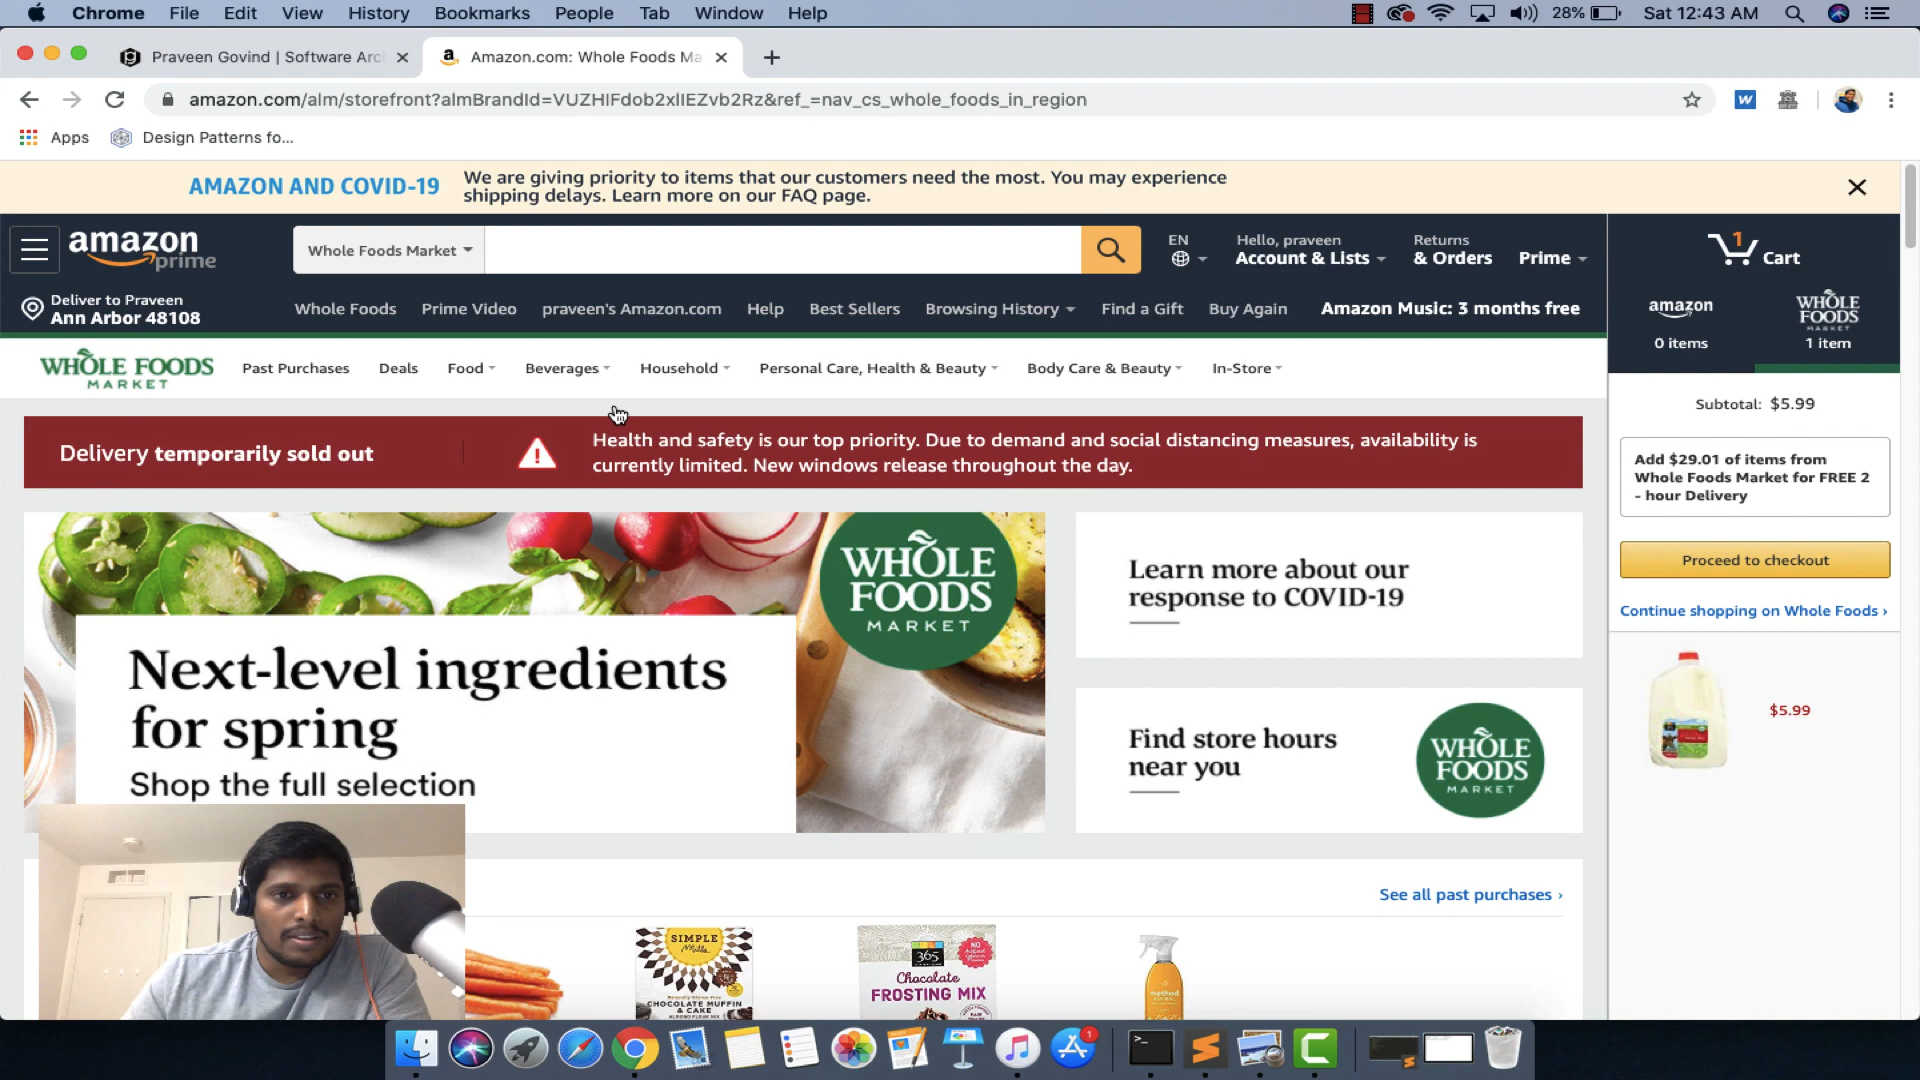 Chrome File Edit View History Bookmarks People Tab Window Help
28% Sat 12:43 AM
Praveen Govind | Software Arc
Amazon.com: Whole Foods Ma
amazon.com/alm/storefront?almBrandId=VUZHIFdob2xlIEZvb2Rz&ref_=nav_cs_whole_foods_in_region
Apps
Design Patterns fo...
AMAZON AND COVID-19
We are giving priority to items that our customers need the most. You may experience
shipping delays. Learn more on our FAQ page.
amazon
prime
Whole Foods Market
EN
Hello, praveen
Account & Lists
Returns
& Orders
Prime
1
Cart
Deliver to Praveen
Ann Arbor 48108
Whole Foods
Prime Video
praveen's Amazon.com
Help
Best Sellers
Browsing History
Find a Gift
Buy Again
Amazon Music: 3 months free
amazon
0 items
WHOLE
FOODS
MARKET
1 item
WHOLE FOODS
MARKET
Past Purchases
Deals
Food
Beverages
Household
Personal Care, Health & Beauty
Body Care & Beauty
In-Store
Subtotal: $5.99
Delivery temporarily sold out
Health and safety is our top priority. Due to demand and social distancing measures, availability is
currently limited. New windows release throughout the day.
Add $29.01 of items from
Whole Foods Market for FREE 2
- hour Delivery
Proceed to checkout
Continue shopping on Whole Foods ›
$5.99
WHOLE
FOODS
MARKET
Next-level ingredients
for spring
Shop the full selection
Learn more about our
response to COVID-19
Find store hours
near you
WHOLE
FOODS
MARKET
See all past purchases ›
SIMPLE
Mills
CHOCOLATE MUFFIN
& CAKE
ALMOND FLOUR MIX
365
Chocolate
FROSTING MIX
method
1